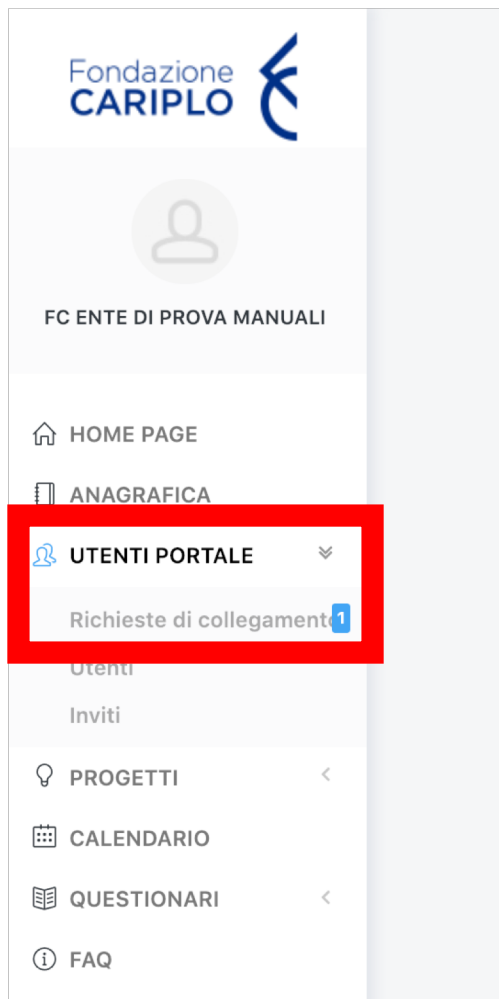 Fondazione
CARIPLO
FC ENTE DI PROVA MANUALI
HOME PAGE
ANAGRAFICA
UTENTI PORTALE
Richieste di collegamento 1
Utenti
Inviti
PROGETTI
CALENDARIO
QUESTIONARI
FAQ